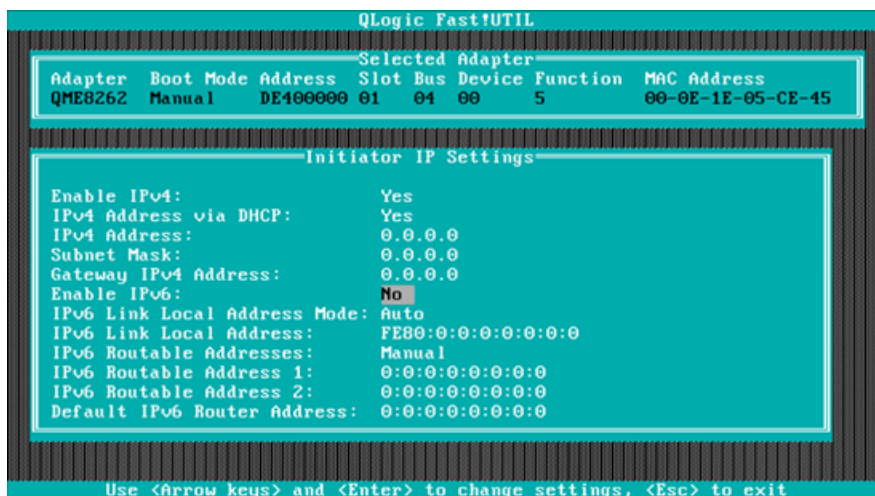 QLogic Fast!UTIL
Selected Adapter
Adapter Boot Mode Address Slot Bus Device Function MAC Address
QME8262 Manual DE400000 01 04 00 5 00-0E-1E-05-CE-45
Initiator IP Settings
Enable IPv4: Yes
IPv4 Address via DHCP: Yes
IPv4 Address: 0.0.0.0
Subnet Mask: 0.0.0.0
Gateway IPv4 Address: 0.0.0.0
Enable IPv6: No
IPv6 Link Local Address Mode: Auto
IPv6 Link Local Address: FE80:0:0:0:0:0:0:0
IPv6 Routable Addresses: Manual
IPv6 Routable Address 1: 0:0:0:0:0:0:0:0
IPv6 Routable Address 2: 0:0:0:0:0:0:0:0
Default IPv6 Router Address: 0:0:0:0:0:0:0:0
Use <Arrow keys> and <Enter> to change settings, <Esc> to exit